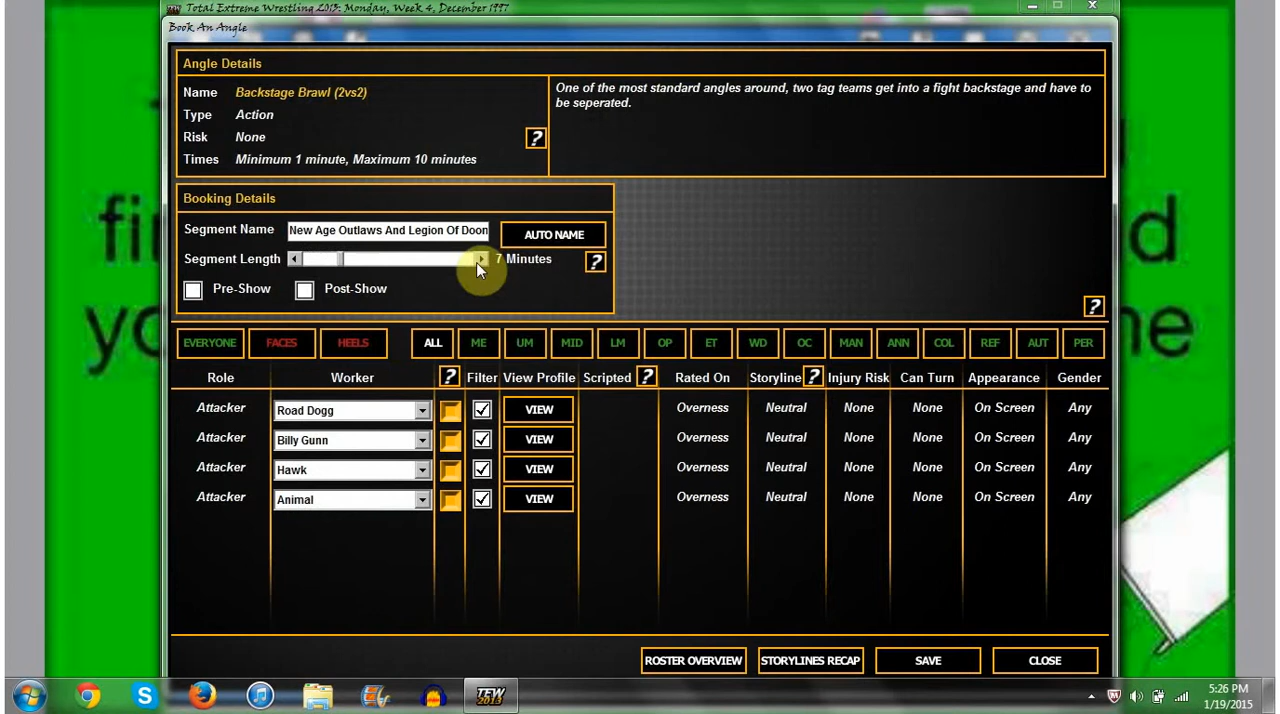 Total Extreme Wrestling 2013: Monday, Week 4, December 1997
Book An Angle
Angle Details
Name Backstage Brawl (2vs2)
Type Action
Risk None
?
Times Minimum 1 minute, Maximum 10 minutes
One of the most standard angles around, two tag teams get into a fight backstage and have to
be seperated.
Booking Details
Segment Name New Age Outlaws And Legion Of Doon AUTO NAME
Segment Length 7 Minutes ?
Pre-Show Post-Show
?
EVERYONE FACES HEELS ALL ME UM MID LM OP ET WD OC MAN ANN COL REF AUT PER
Role Worker ? Filter View Profile Scripted ? Rated On Storyline ? Injury Risk Can Turn Appearance Gender
Attacker Road Dogg VIEW Overness Neutral None None On Screen Any
Attacker Billy Gunn VIEW Overness Neutral None None On Screen Any
Attacker Hawk VIEW Overness Neutral None None On Screen Any
Attacker Animal VIEW Overness Neutral None None On Screen Any
ROSTER OVERVIEW STORYLINES RECAP SAVE CLOSE
TEW
2013
5:26 PM
1/19/2015